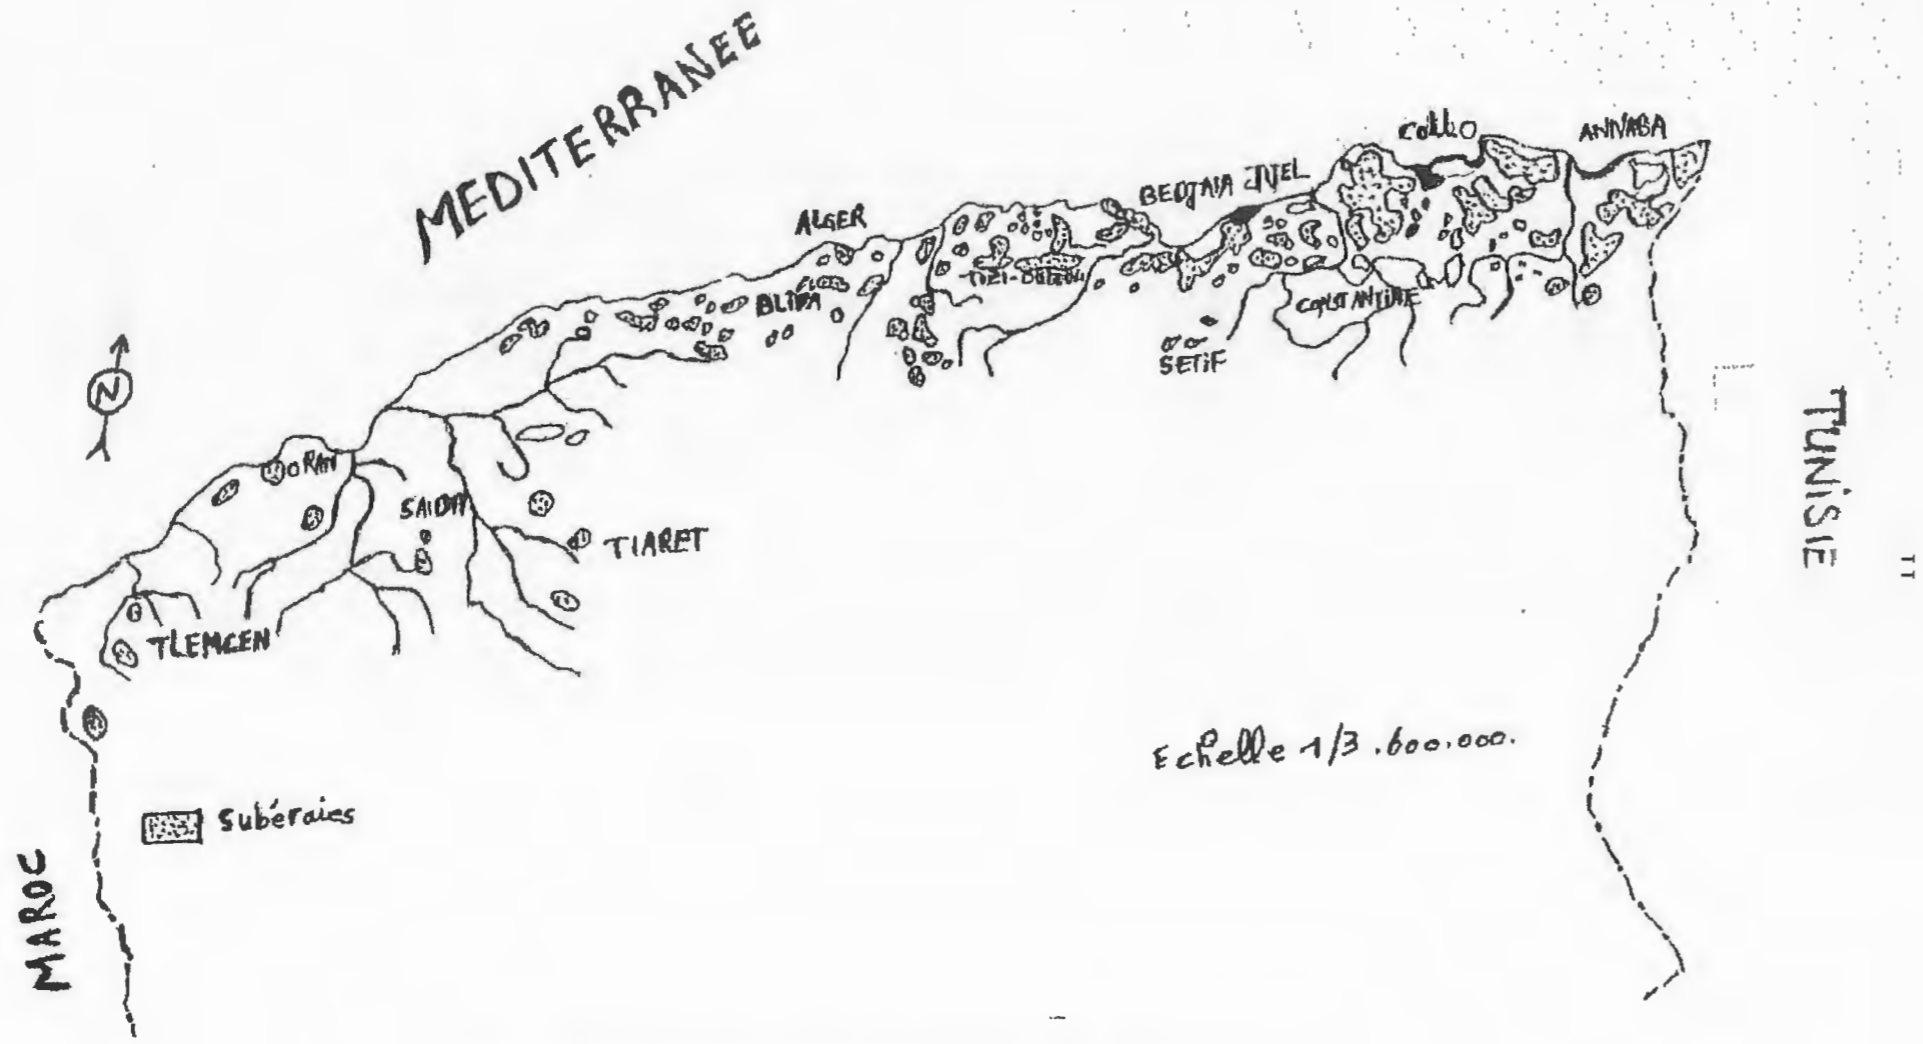 MEDITERRANEE
COLLO
ANNABA
BEDJAIA JIJEL
ALGER
TIZI-OUZOU
BLIDA
CONSTANTINE
SETIF
N
ORAN
SAIDA
TIARET
TUNiSIE
TLEMCEN
Echelle 1/3.600.000.
Subéraies
MAROC